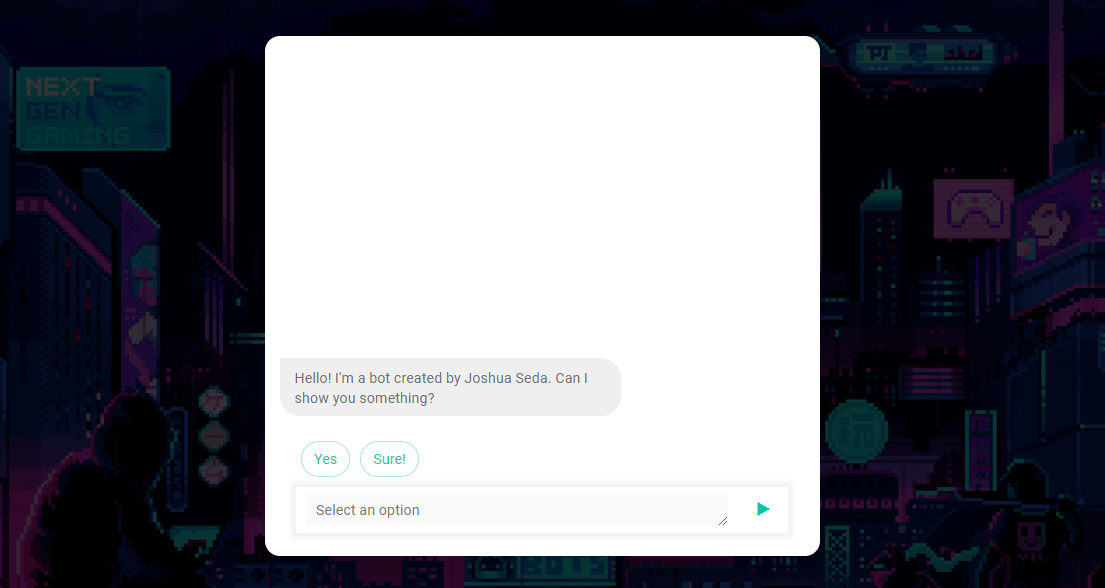 NEXT
GEN
GAMING
Hello! I'm a bot created by Joshua Seda. Can I
show you something?
Yes
Sure!
Select an option